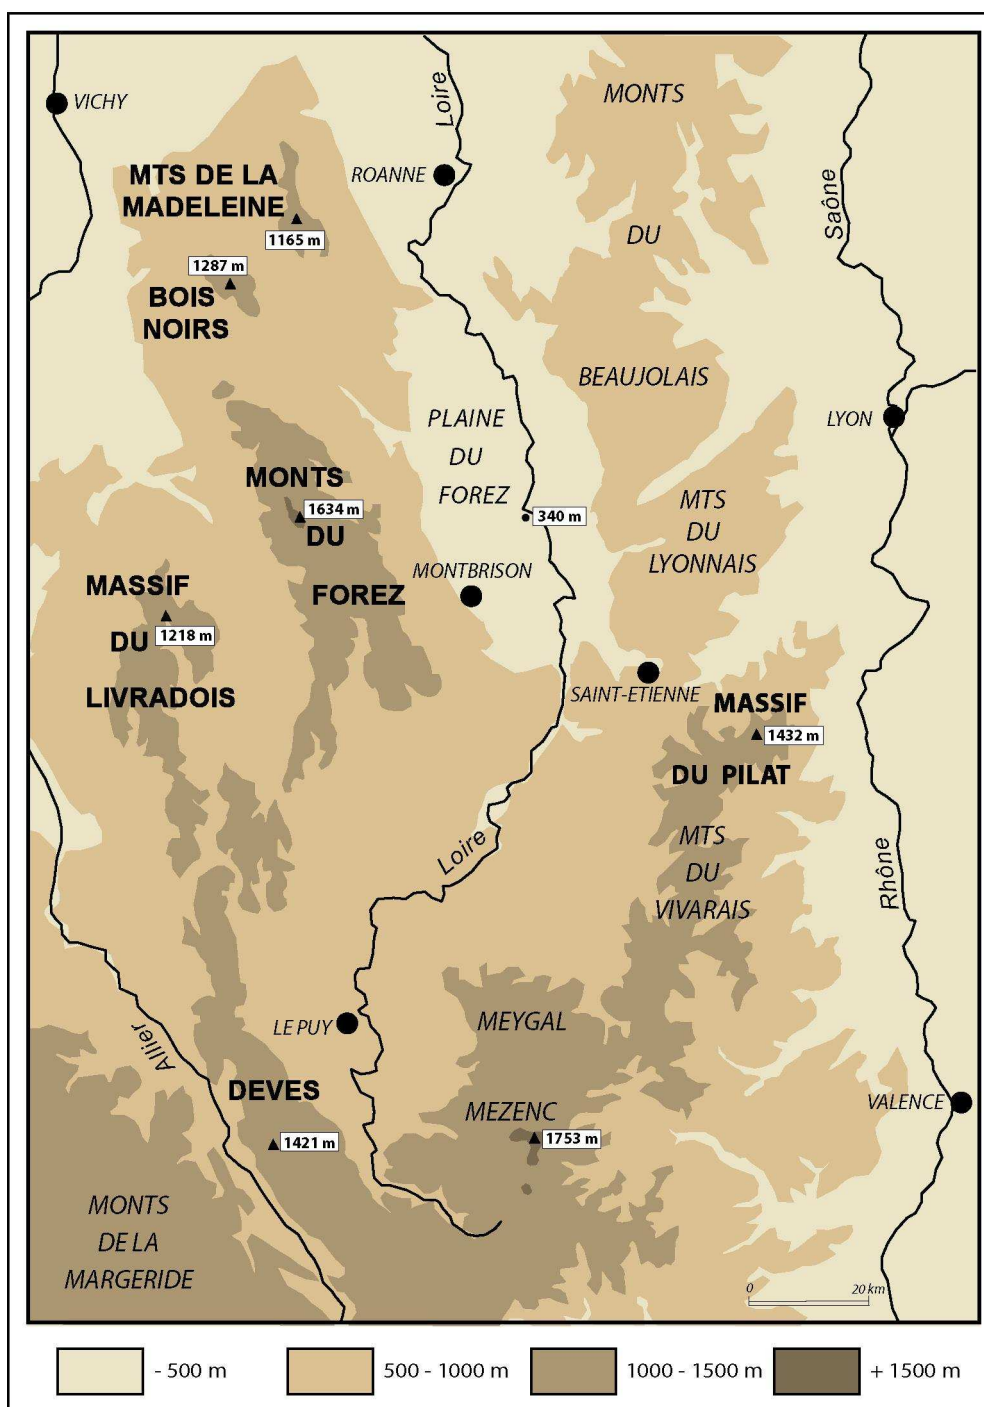 VICHY
Loire
MONTS
MTS DE LA
MADELEINE
ROANNE
Saône
1165 m
DU
1287 m
BOIS
NOIRS
BEAUJOLAIS
PLAINE
DU
FOREZ
LYON
MONTS
1634 m
DU
FOREZ
340 m
MTS
DU
LYONNAIS
MONTBRISON
MASSIF
DU
1218 m
LIVRADOIS
SAINT-ETIENNE
MASSIF
1432 m
DU PILAT
Loire
MTS
DU
VIVARAIS
Rhône
Allier
LE PUY
MEYGAL
DEVES
MEZENC
VALENCE
1421 m
1753 m
MONTS
DE LA
MARGERIDE
0 20 km
- 500 m
500 - 1000 m
1000 - 1500 m
+ 1500 m